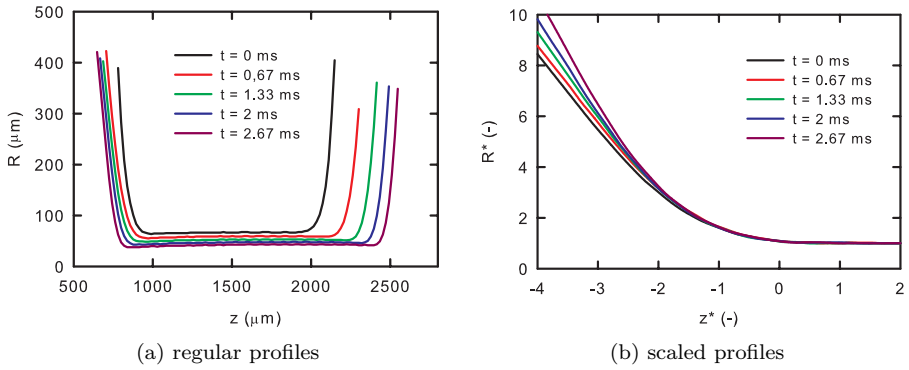 500
400
300
200
100
0
R (μm)
500
1000
1500
2000
2500
z (μm)
t = 0 ms
t = 0,67 ms
t = 1.33 ms
t = 2 ms
t = 2.67 ms
(a) regular profiles
10
8
6
4
2
0
R* (-)
-4
-3
-2
-1
0
1
2
z* (-)
t = 0 ms
t = 0.67 ms
t = 1.33 ms
t = 2 ms
t = 2.67 ms
(b) scaled profiles